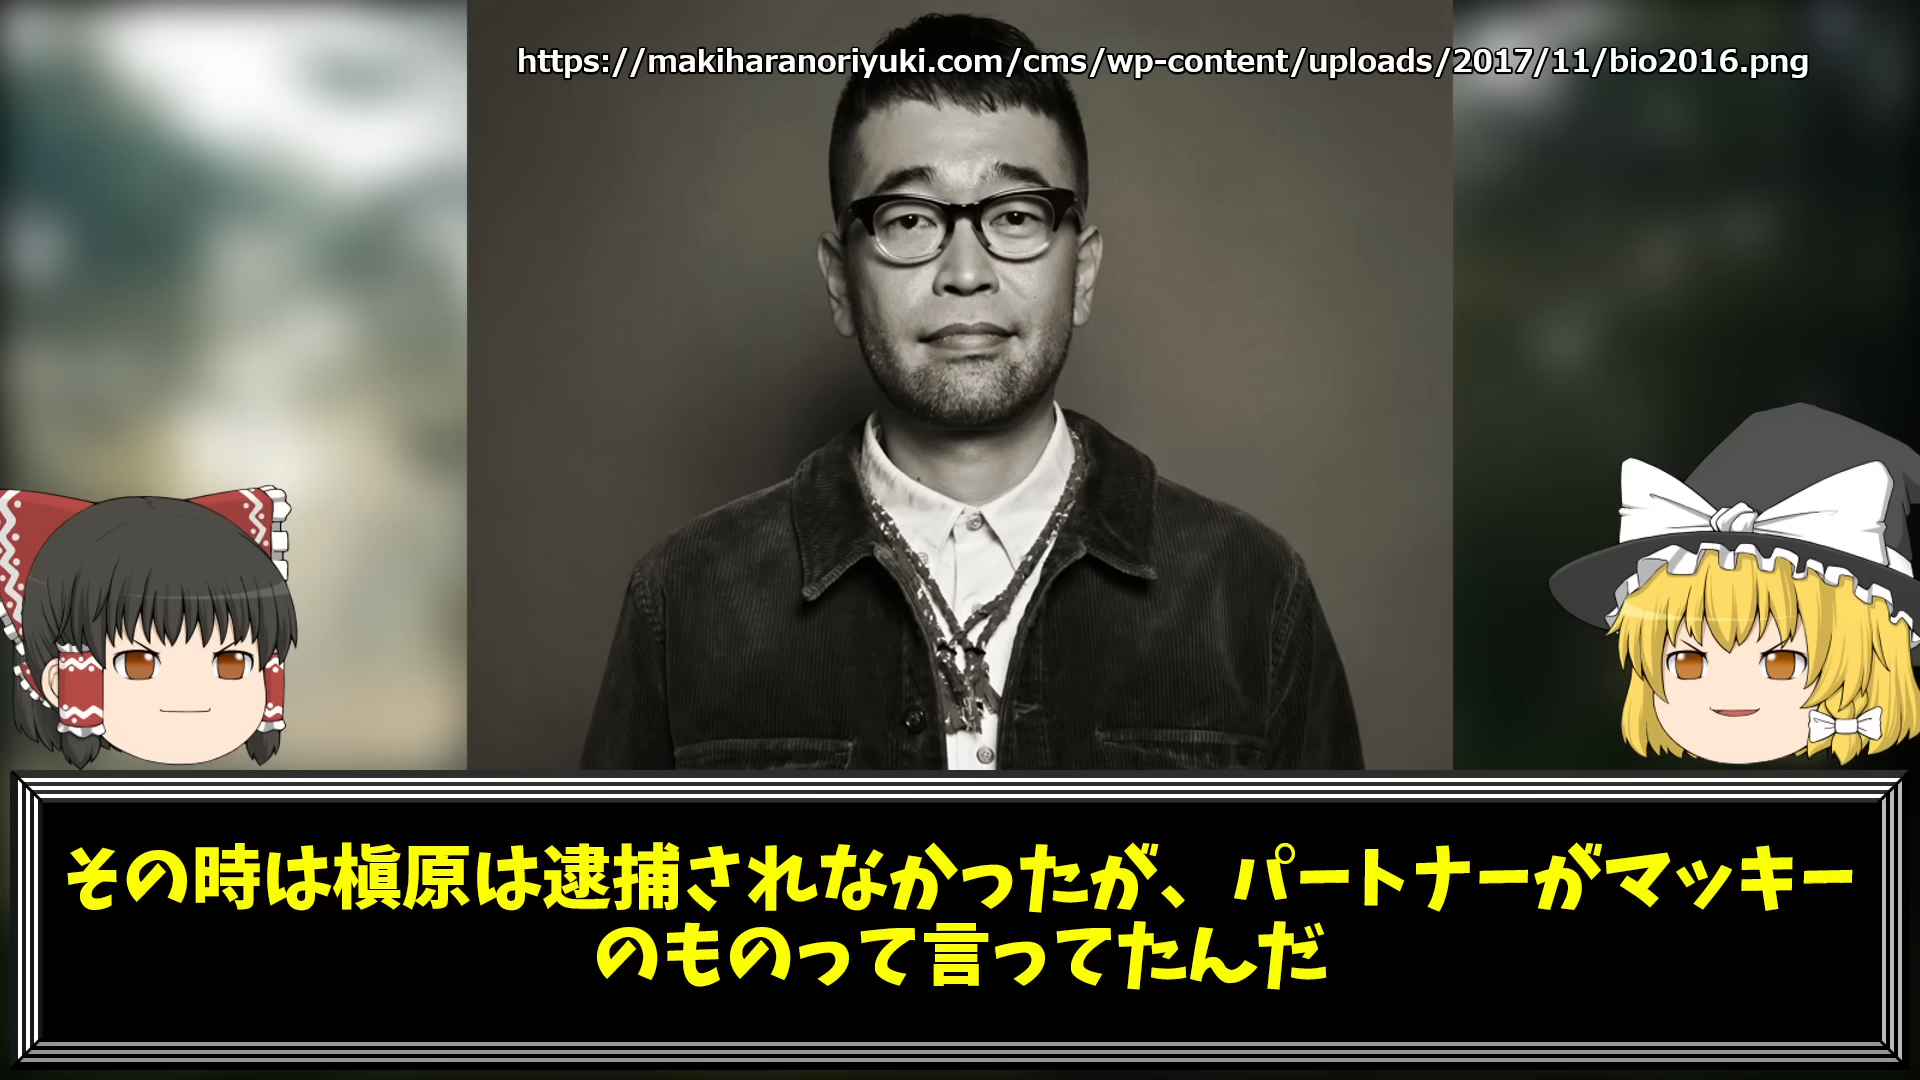 https://makiharanoriyuki.com/cms/wp-content/uploads/2017/11/bio2016.png
その時は槇原は逮捕されなかったが、パートナーがマッキー
のものって言ってたんだ